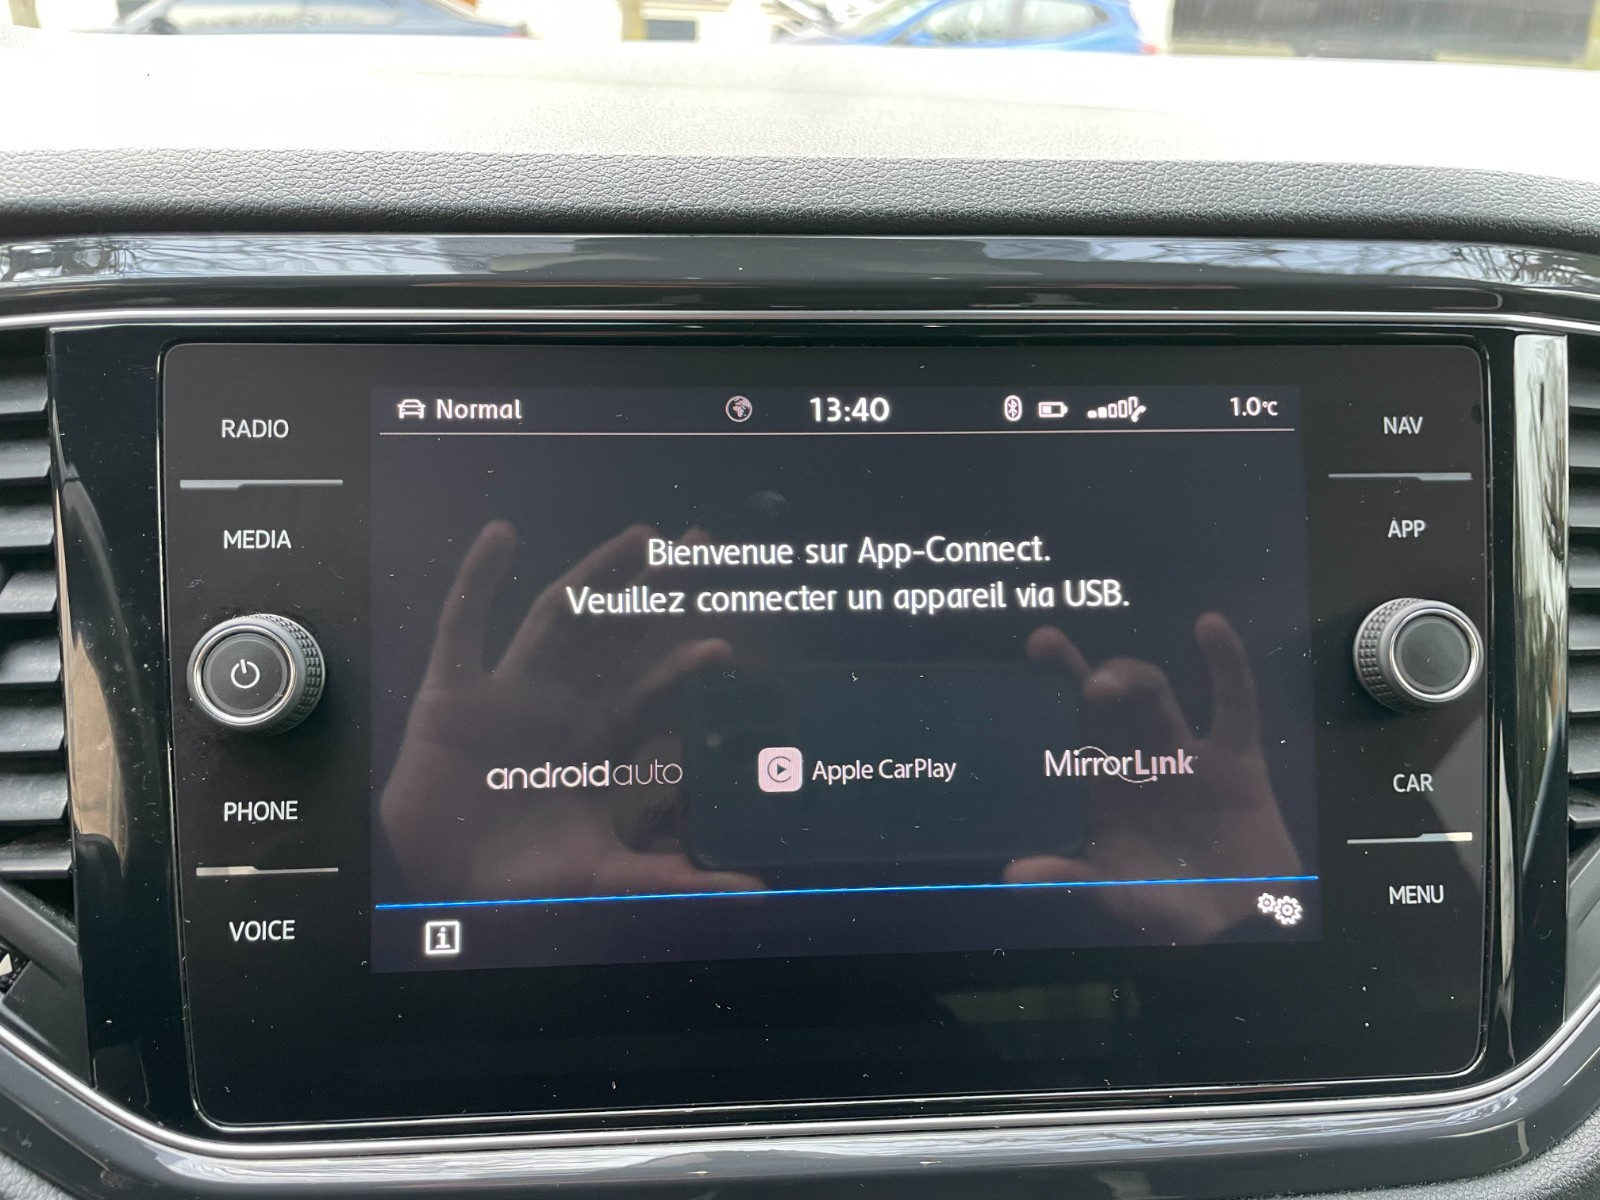 RADIO
MEDIA
PHONE
VOICE
Normal
13:40
1.0°C
Bienvenue sur App-Connect.
Veuillez connecter un appareil via USB.
androidauto
Apple CarPlay
MirrorLink
i
NAV
APP
CAR
MENU